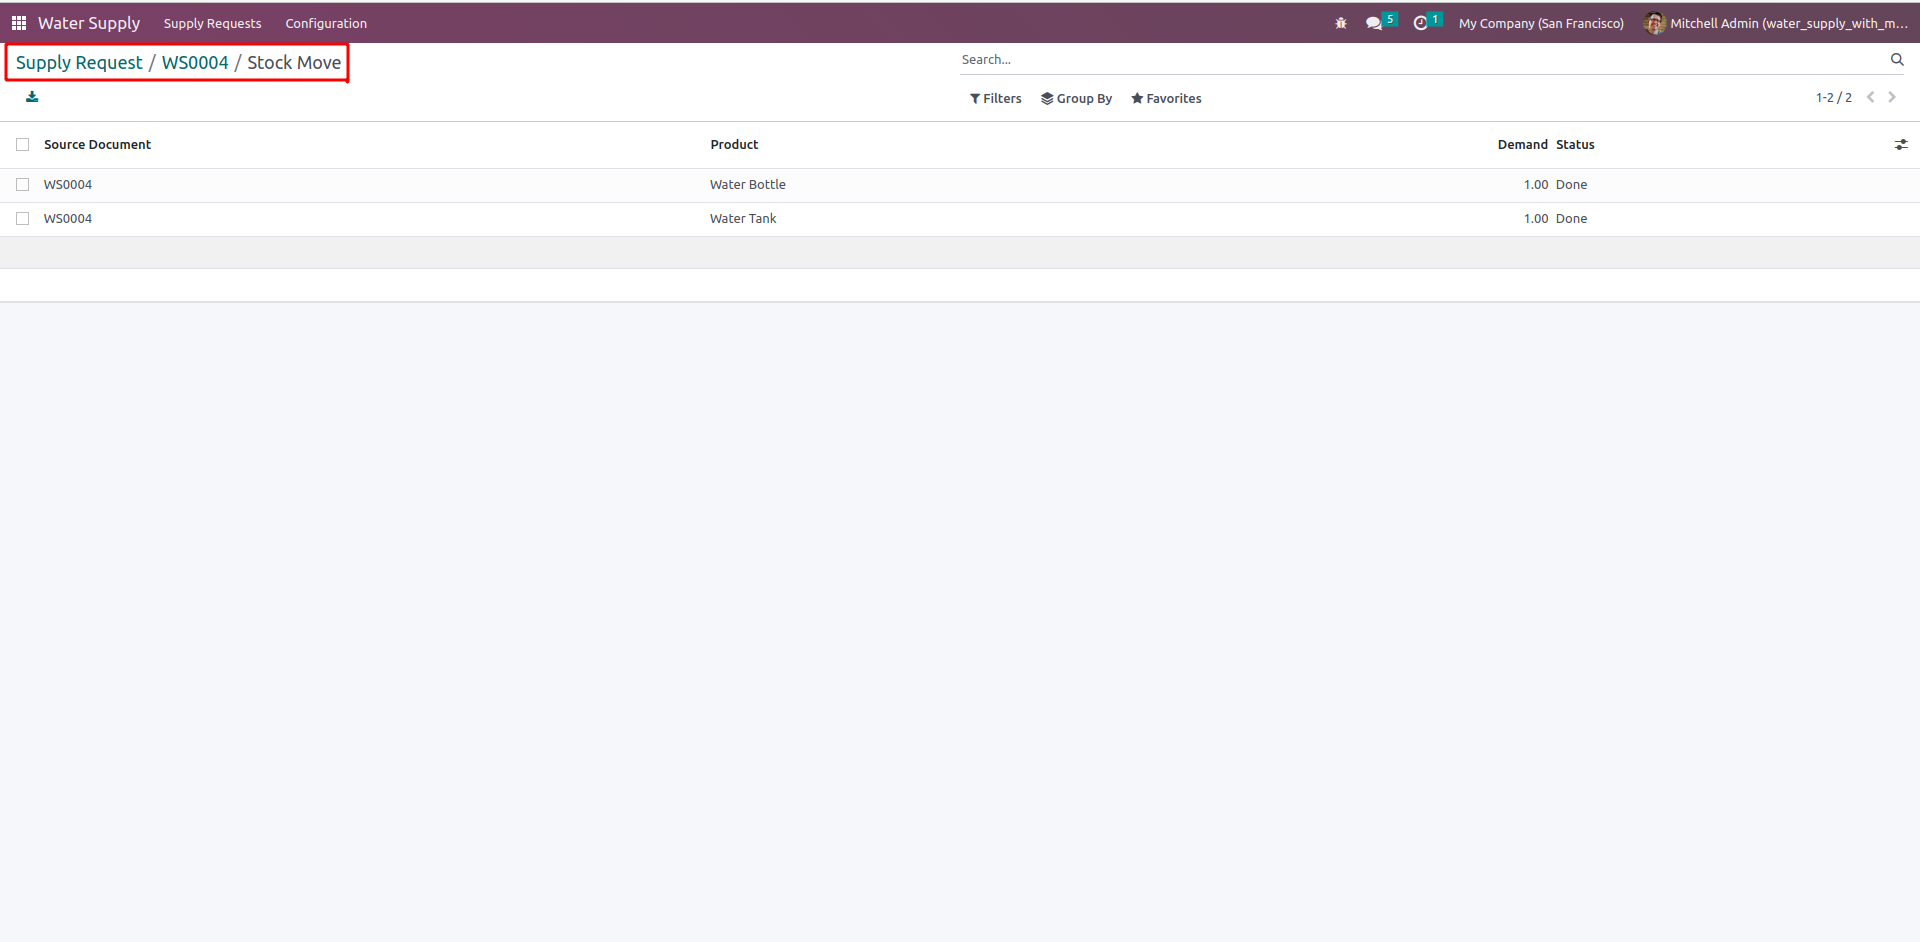 Water Supply Supply Requests Configuration 5 1 My Company (San Francisco) Mitchell Admin (water_supply_with_m...
Supply Request / WS0004 / Stock Move Search...
Filters Group By Favorites 1-2 / 2
Source Document Product Demand Status
WS0004 Water Bottle 1.00 Done
WS0004 Water Tank 1.00 Done